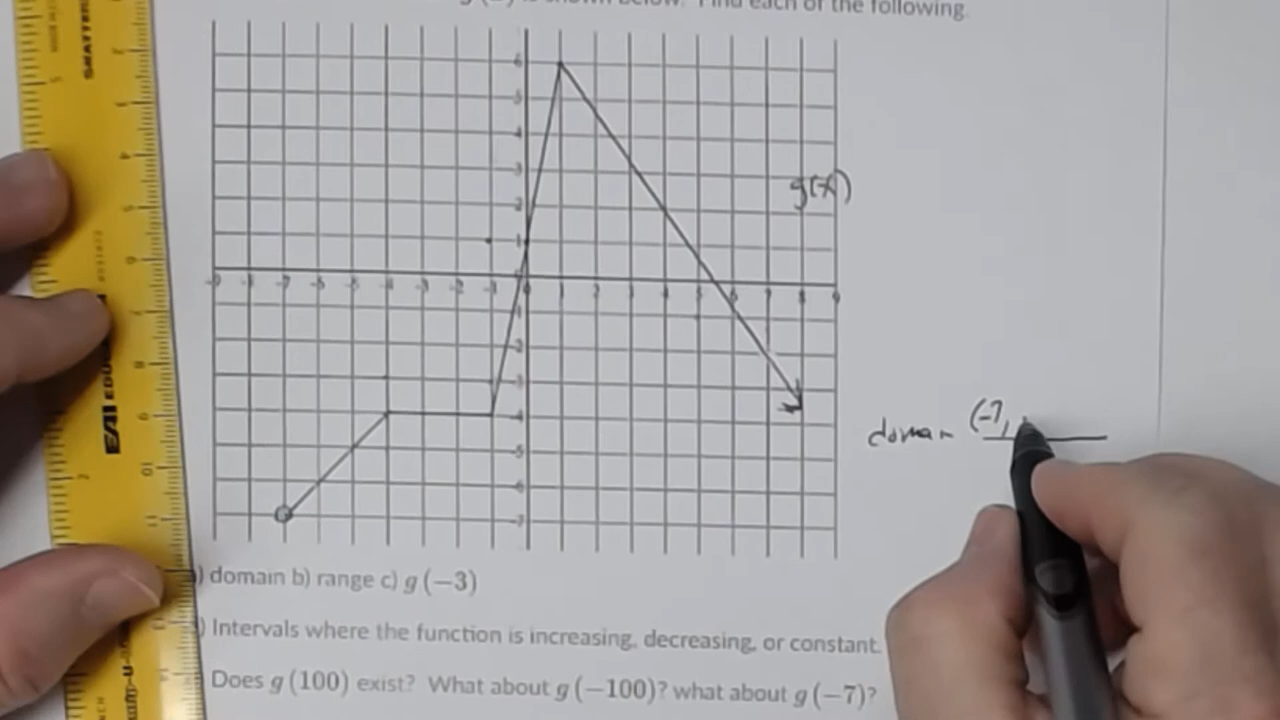 is shown below. Find each of the following.
g(x)
domain (-7,
) domain b) range c) g (−3)
) Intervals where the function is increasing, decreasing, or constant.
Does g (100) exist? What about g (−100)? what about g (−7)?
6
5
4
3
2
1
-8 -7 -6 -5 -4 -3 -2 -1 0 1 2 3 4 5 6 7 8 9
-1
-2
-3
-4
-5
-6
-7
EAI EDU